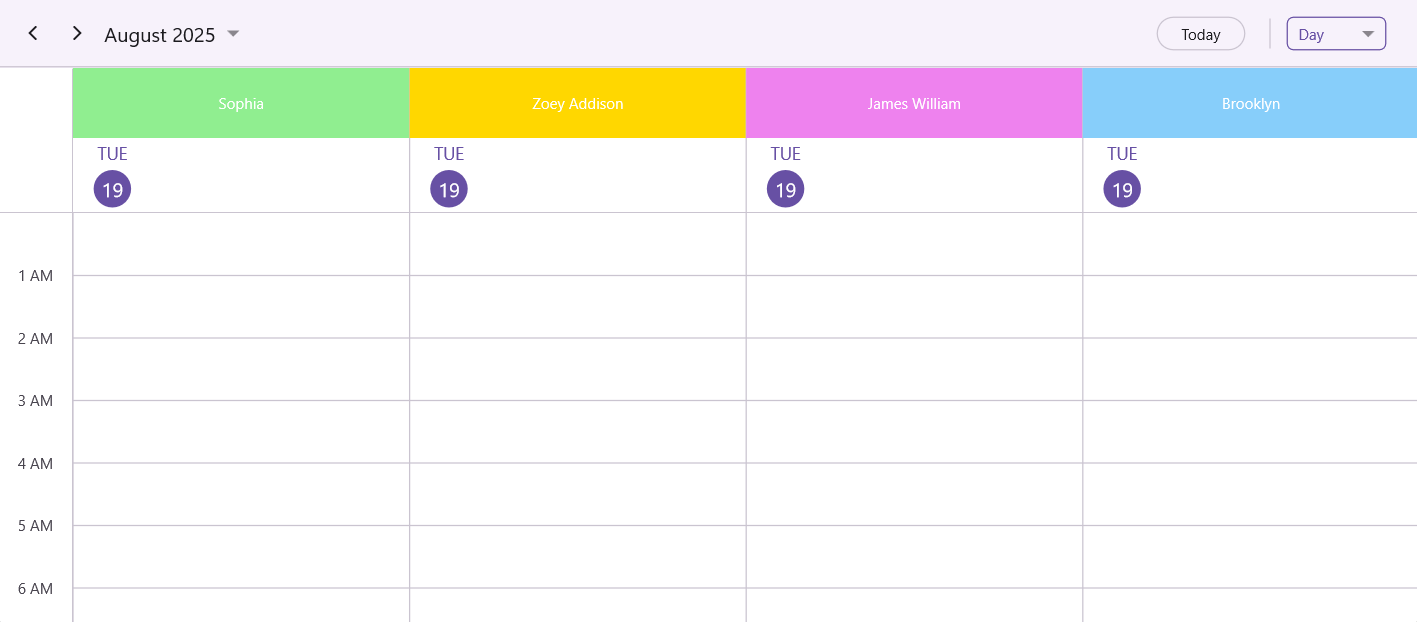 August 2025
Today
Day
Sophia
Zoey Addison
James William
Brooklyn
TUE
19
TUE
19
TUE
19
TUE
19
1 AM
2 AM
3 AM
4 AM
5 AM
6 AM